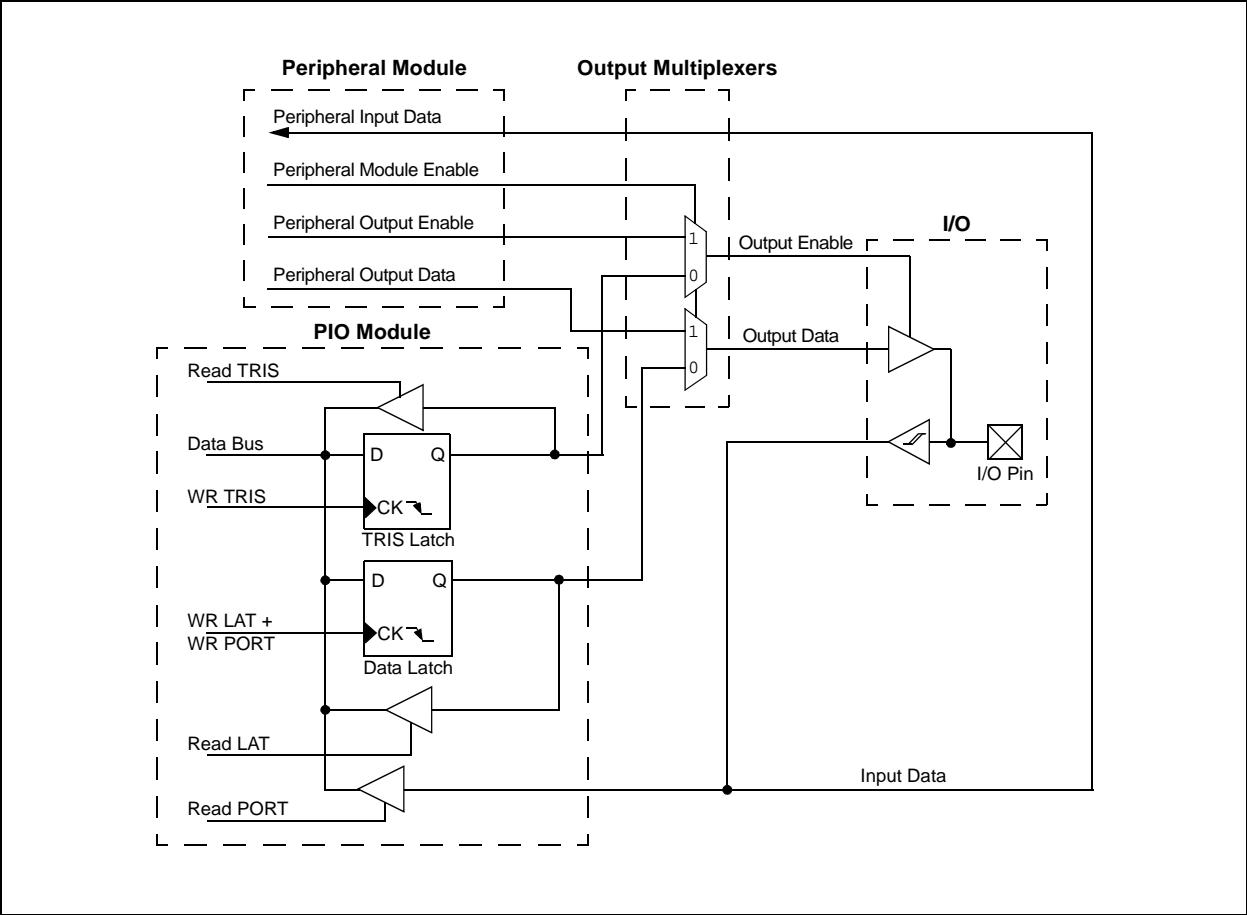 Peripheral Module
Output Multiplexers
Peripheral Input Data
Peripheral Module Enable
Peripheral Output Enable
Peripheral Output Data
1
0
1
0
Output Enable
Output Data
I/O
I/O Pin
PIO Module
Read TRIS
Data Bus
D
Q
WR TRIS
CK
TRIS Latch
D
Q
WR LAT +
WR PORT
CK
Data Latch
Read LAT
Read PORT
Input Data